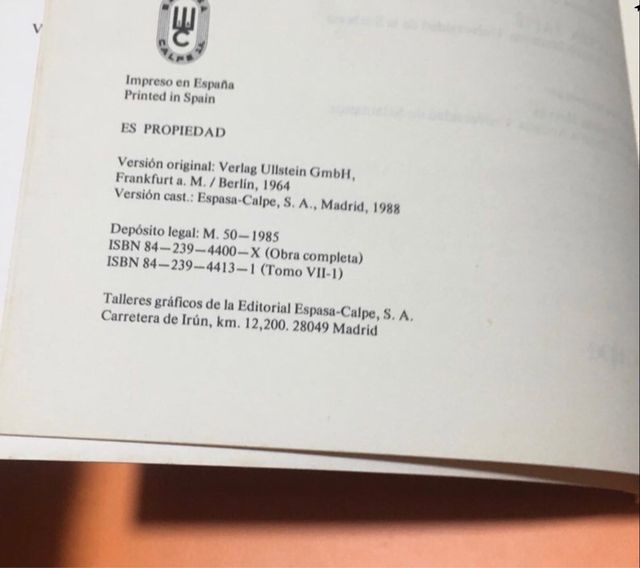 CALPE
Impreso en España
Printed in Spain
ES PROPIEDAD
Versión original: Verlag Ullstein GmbH,
Frankfurt a. M. / Berlín, 1964
Versión cast.: Espasa-Calpe, S. A., Madrid, 1988
Depósito legal: M. 50—1985
ISBN 84—239—4400—X (Obra completa)
ISBN 84—239—4413—1 (Tomo VII-1)
Talleres gráficos de la Editorial Espasa-Calpe, S. A.
Carretera de Irún, km. 12,200. 28049 Madrid